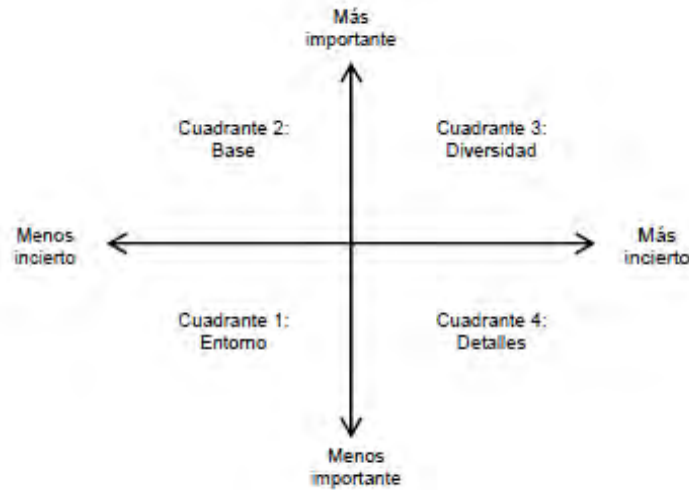 Más
importante
Cuadrante 2:
Base
Cuadrante 3:
Diversidad
Menos
incierto
Más
incierto
Cuadrante 1:
Entorno
Cuadrante 4:
Detalles
Menos
importante